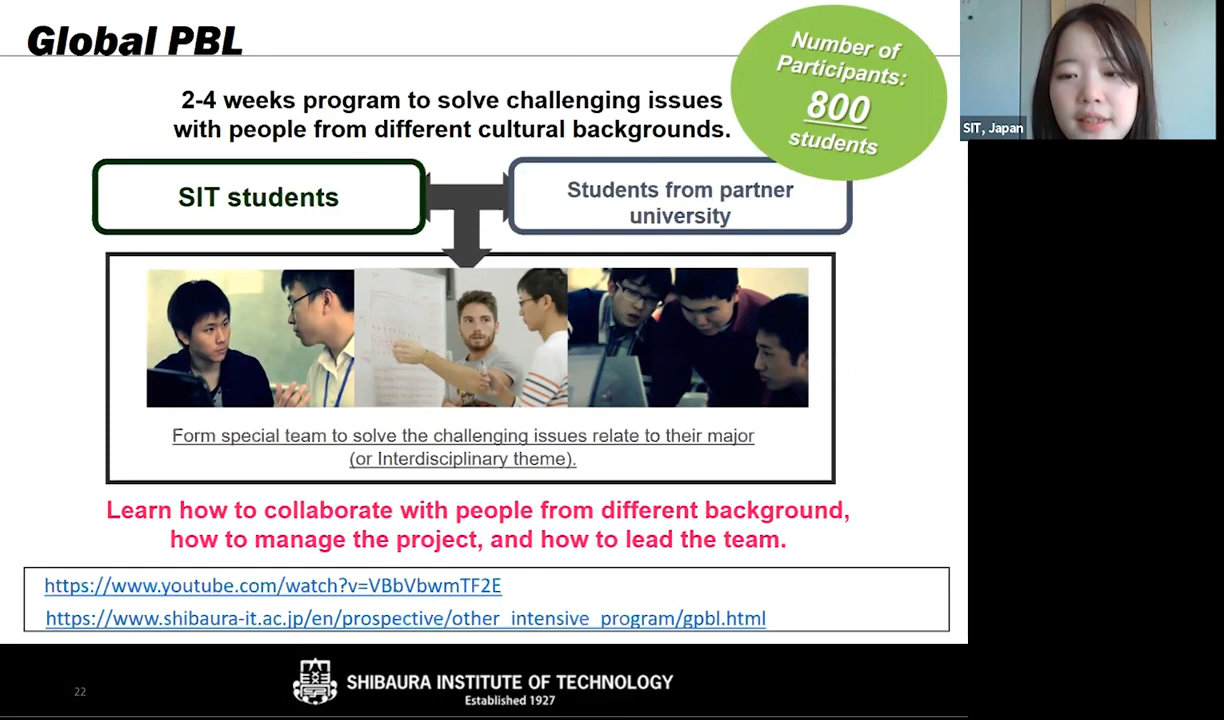 Global PBL
Number of
Participants:
800
students
2-4 weeks program to solve challenging issues
with people from different cultural backgrounds.
SIT, Japan
SIT students
Students from partner
university
Form special team to solve the challenging issues relate to their major
(or Interdisciplinary theme).
Learn how to collaborate with people from different background,
how to manage the project, and how to lead the team.
https://www.youtube.com/watch?v=VBbVbwmTF2E
https://www.shibaura-it.ac.jp/en/prospective/other_intensive_program/gpbl.html
22
SHIBAURA INSTITUTE OF TECHNOLOGY
Established 1927